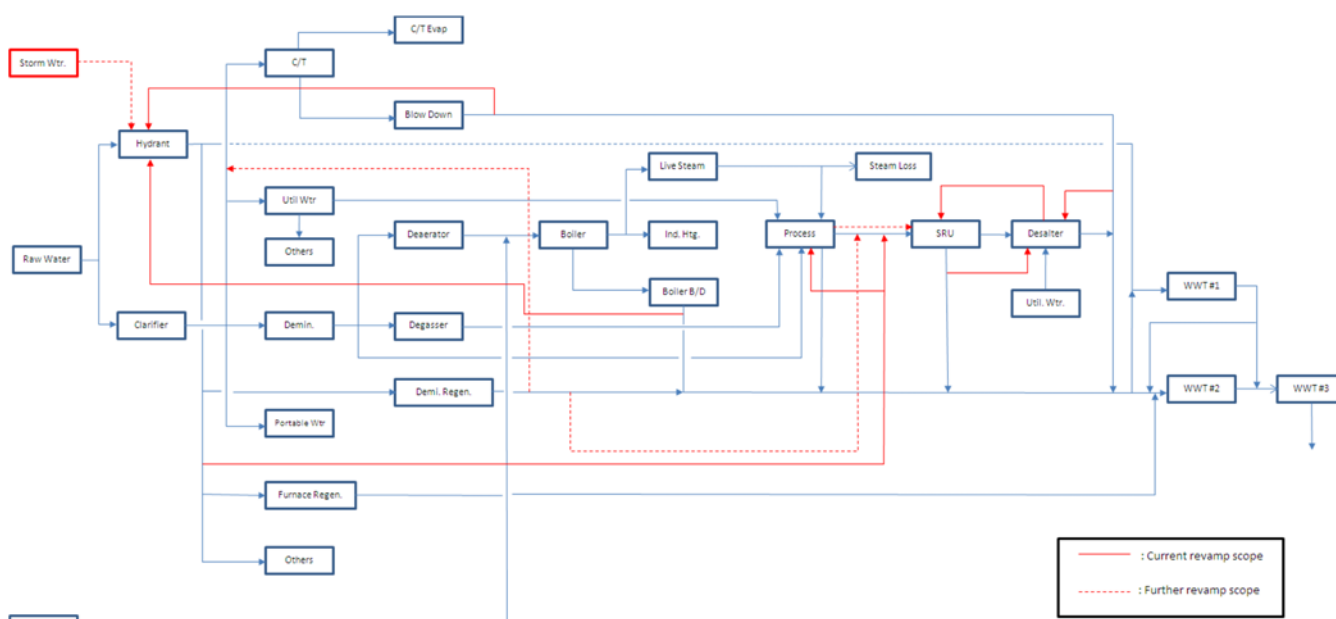 C/T Evap
Storm Wtr.
C/T
Blow Down
Hydrant
Live Steam
Steam Loss
Util Wtr
Deaerator
Boiler
Ind. Htg.
Process
SRU
Desalter
Others
Raw Water
Boiler B/D
WWT #1
Util. Wtr.
Clarifier
Demin.
Degasser
Demi. Regen.
WWT #2
WWT #3
Portable Wtr
Furnace Regen.
Others
: Current revamp scope
: Further revamp scope